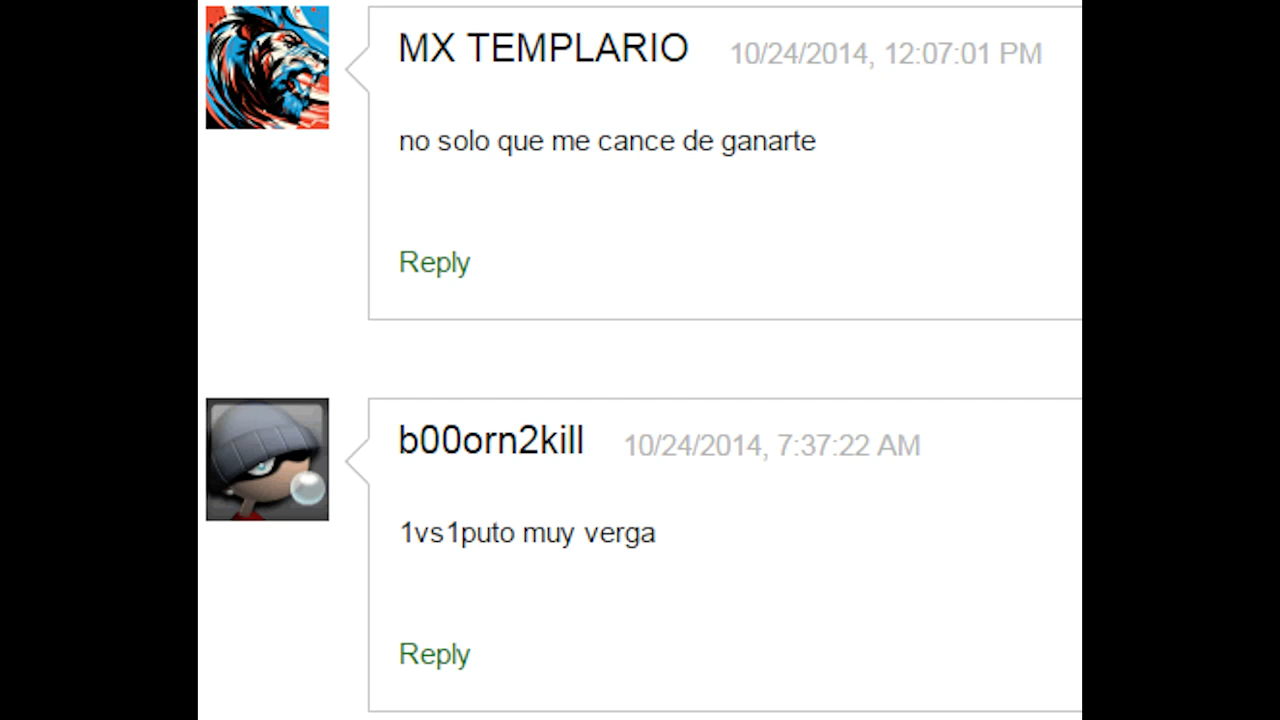 MX TEMPLARIO 10/24/2014, 12:07:01 PM
no solo que me cance de ganarte
Reply
b00orn2kill 10/24/2014, 7:37:22 AM
1vs1puto muy verga
Reply